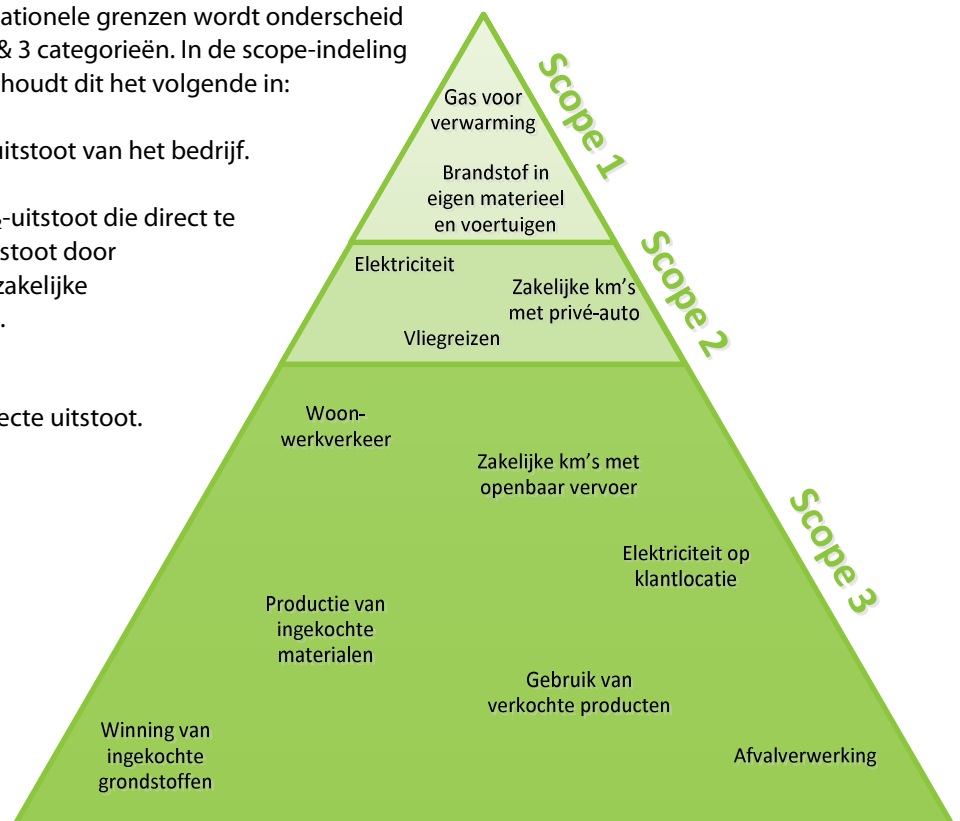 ationele grenzen wordt onderscheid
& 3 categorieën. In de scope-indeling
houdt dit het volgende in:
uitstoot van het bedrijf.
-uitstoot die direct te
stoot door
zakelijke
.
ecte uitstoot.
Scope 1
Gas voor
verwarming
Brandstof in
eigen materieel
en voertuigen
Scope 2
Elektriciteit
Zakelijke km's
met privé-auto
Vliegreizen
Scope 3
Woon-
werkverkeer
Zakelijke km's met
openbaar vervoer
Elektriciteit op
klantlocatie
Productie van
ingekochte
materialen
Gebruik van
verkochte producten
Winning van
ingekochte
grondstoffen
Afvalverwerking